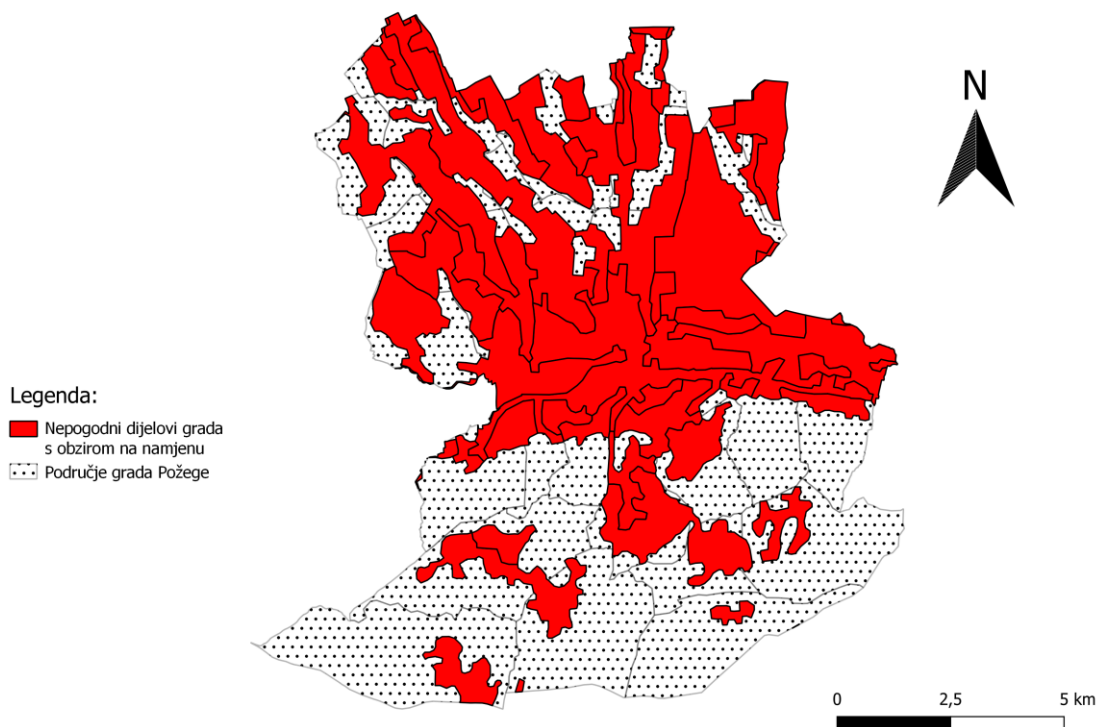 N
Legenda:
Nepogodni dijelovi grada
s obzirom na namjenu
Područje grada Požege
0 2,5 5 km